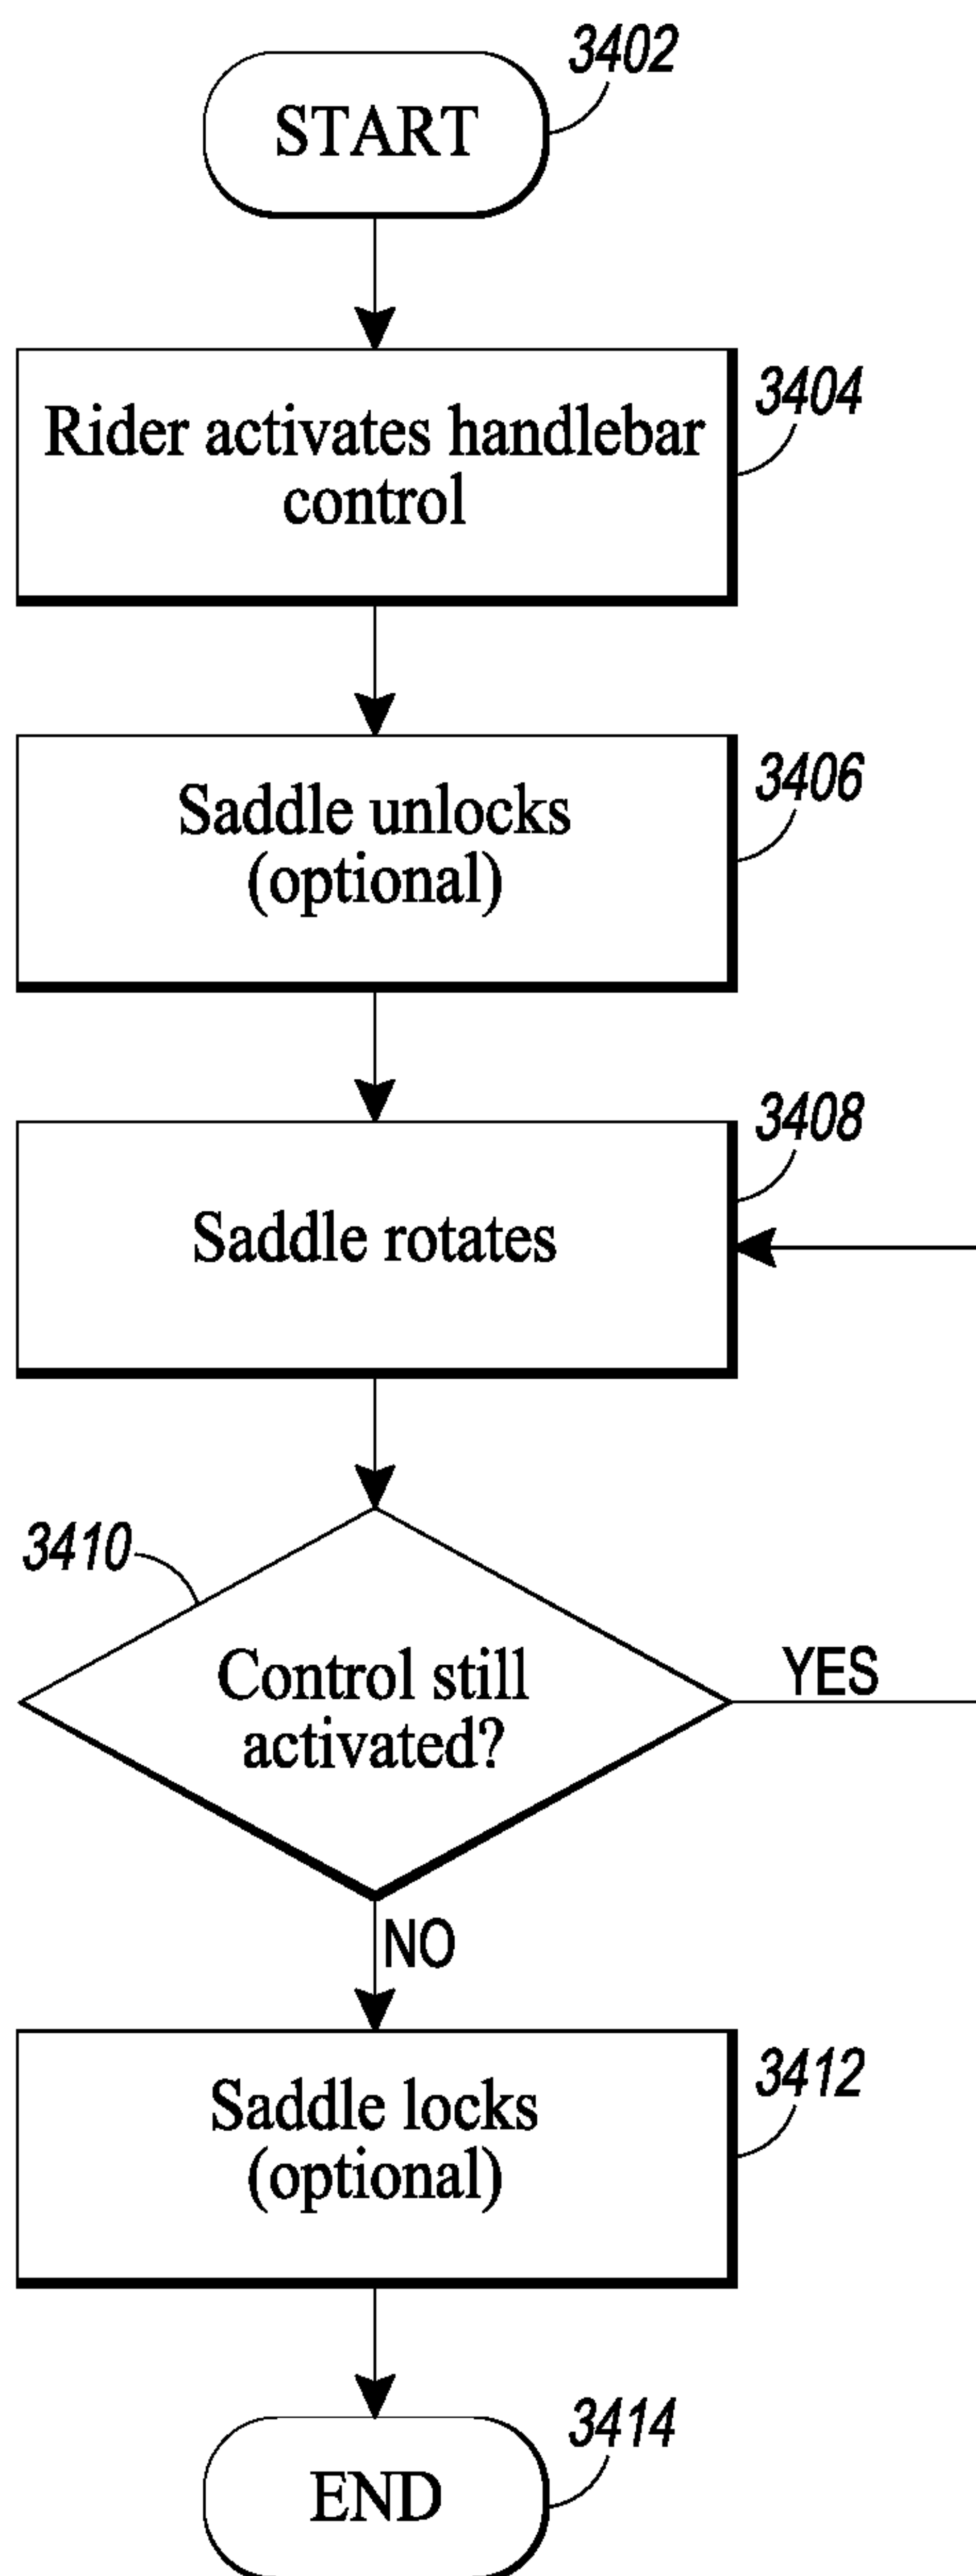 3402
START
3404
Rider activates handlebar
control
3406
Saddle unlocks
(optional)
3408
Saddle rotates
3410
Control still
activated?
YES
NO
3412
Saddle locks
(optional)
3414
END